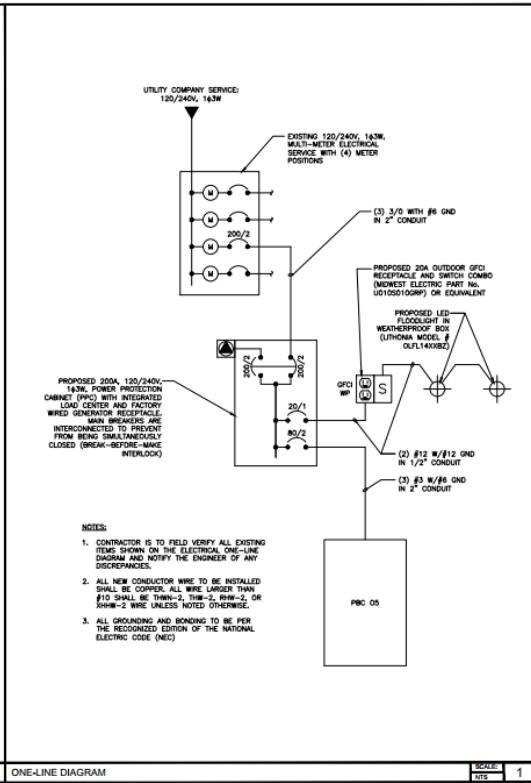 UTILITY COMPANY SERVICE:
120/240V, 1ϕ3W
EXISTING 120/240V, 1ϕ3W,
MULTI-METER ELECTRICAL
SERVICE WITH (4) METER
POSITIONS
M
M
200/2
M
M
(3) 3/0 WITH #6 GND
IN 2" CONDUIT
PROPOSED 20A OUTDOOR GFCI
RECEPTACLE AND SWITCH COMBO
(MIDWEST ELECTRIC PART No.
U010S010GRP) OR EQUIVALENT
PROPOSED LED
FLOODLIGHT IN
WEATHERPROOF BOX
(LITHONIA MODEL #
OLFL14XXBZ)
200/2
200/2
GFCI
WP
S
PROPOSED 200A, 120/240V,
1ϕ3W, POWER PROTECTION
CABINET (PPC) WITH INTEGRATED
LOAD CENTER AND FACTORY
WIRED GENERATOR RECEPTACLE.
MAIN BREAKERS ARE
INTERCONNECTED TO PREVENT
FROM BEING SIMULTANEOUSLY
CLOSED (BREAK-BEFORE-MAKE
INTERLOCK)
20/1
80/2
(2) #12 W/#12 GND
IN 1/2" CONDUIT
(3) #3 W/#6 GND
IN 2" CONDUIT
PBC 05
NOTES:
1. CONTRACTOR IS TO FIELD VERIFY ALL EXISTING
ITEMS SHOWN ON THE ELECTRICAL ONE-LINE
DIAGRAM AND NOTIFY THE ENGINEER OF ANY
DISCREPANCIES.
2. ALL NEW CONDUCTOR WIRE TO BE INSTALLED
SHALL BE COPPER. ALL WIRE LARGER THAN
#10 SHALL BE THWN-2, THW-2, RHW-2, OR
XHHW-2 WIRE UNLESS NOTED OTHERWISE.
3. ALL GROUNDING AND BONDING TO BE PER
THE RECOGNIZED EDITION OF THE NATIONAL
ELECTRIC CODE (NEC)
ONE-LINE DIAGRAM
SCALE:
NTS
1